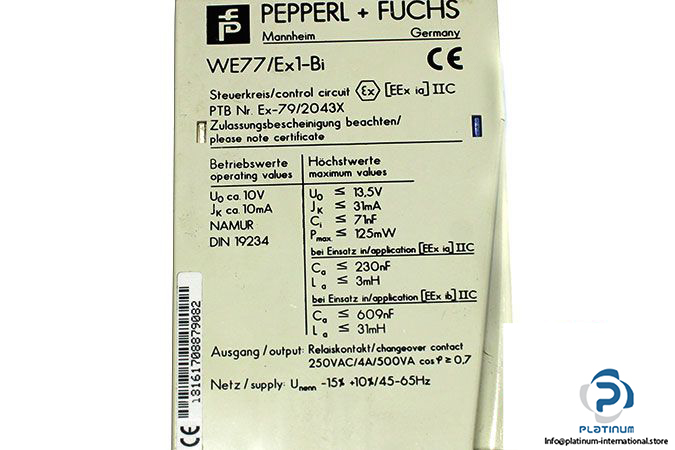 PEPPERL + FUCHS
Mannheim Germany
WE77/Ex1-Bi CE
Steuerkreis/control circuit Ex [EEx ia] IIC
PTB Nr. Ex-79/2043X
Zulassungsbescheinigung beachten/
please note certificate
Betriebswerte
operating values
Uo ca. 10V
JK ca. 10mA
NAMUR
DIN 19234
Höchstwerte
maximum values
Uo ≤ 13,5V
JK ≤ 31mA
Ci ≤ 71nF
Pmax. ≤ 125mW
bei Einsatz in/application [EEx ia] IIC
Ca ≤ 230nF
La ≤ 3mH
bei Einsatz in/application [EEx ib] IIC
Ca ≤ 609nF
La ≤ 31mH
Ausgang / output: Relaiskontakt/changeover contact
250VAC/4A/500VA cos φ ≥ 0,7
Netz / supply: Unenn -15% +10%/45-65Hz
18161708879082
CE
PLATINUM
Info@platinum-international.store